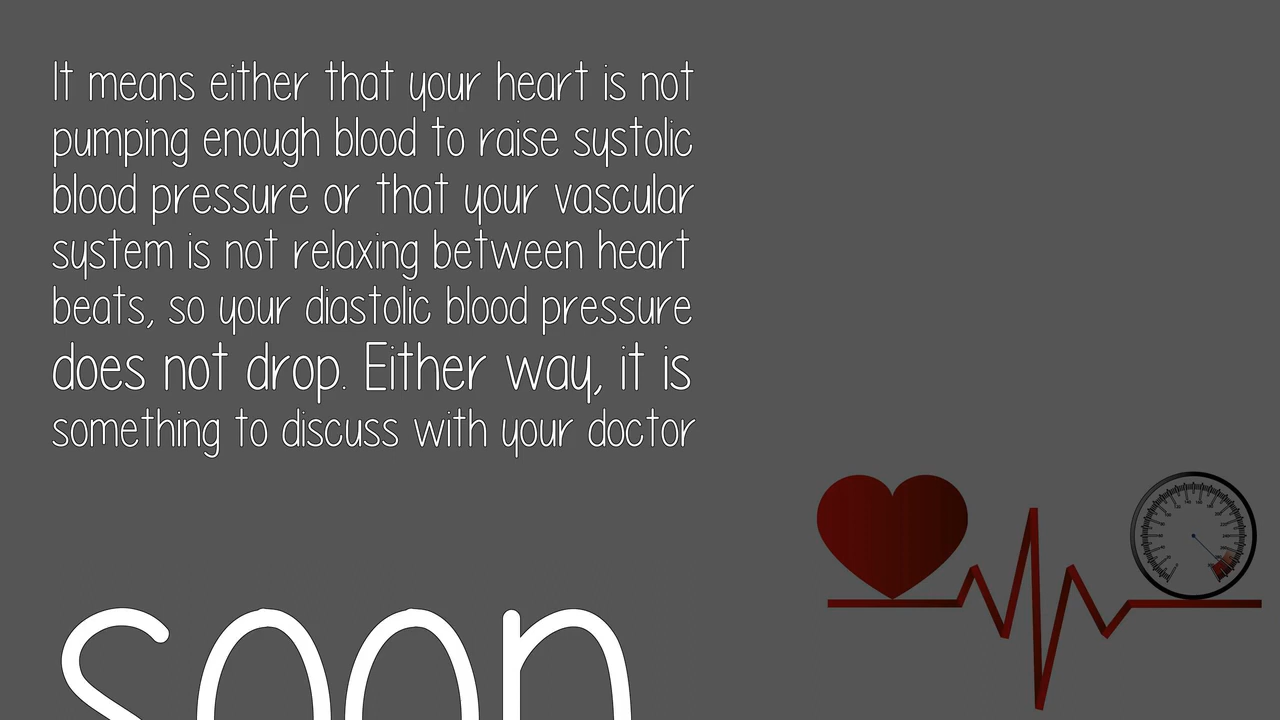 It means either that your heart is not
pumping enough blood to raise systolic
blood pressure or that your vascular
system is not relaxing between heart
beats, so your diastolic blood pressure
does not drop. Either way, it is
something to discuss with your doctor
soon